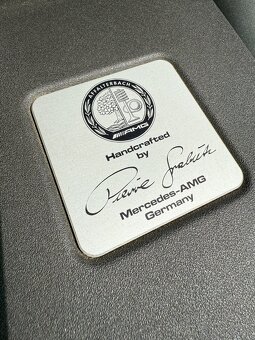 AFFALTERBACH
AMG
Handcrafted
by
Mercedes-AMG
Germany